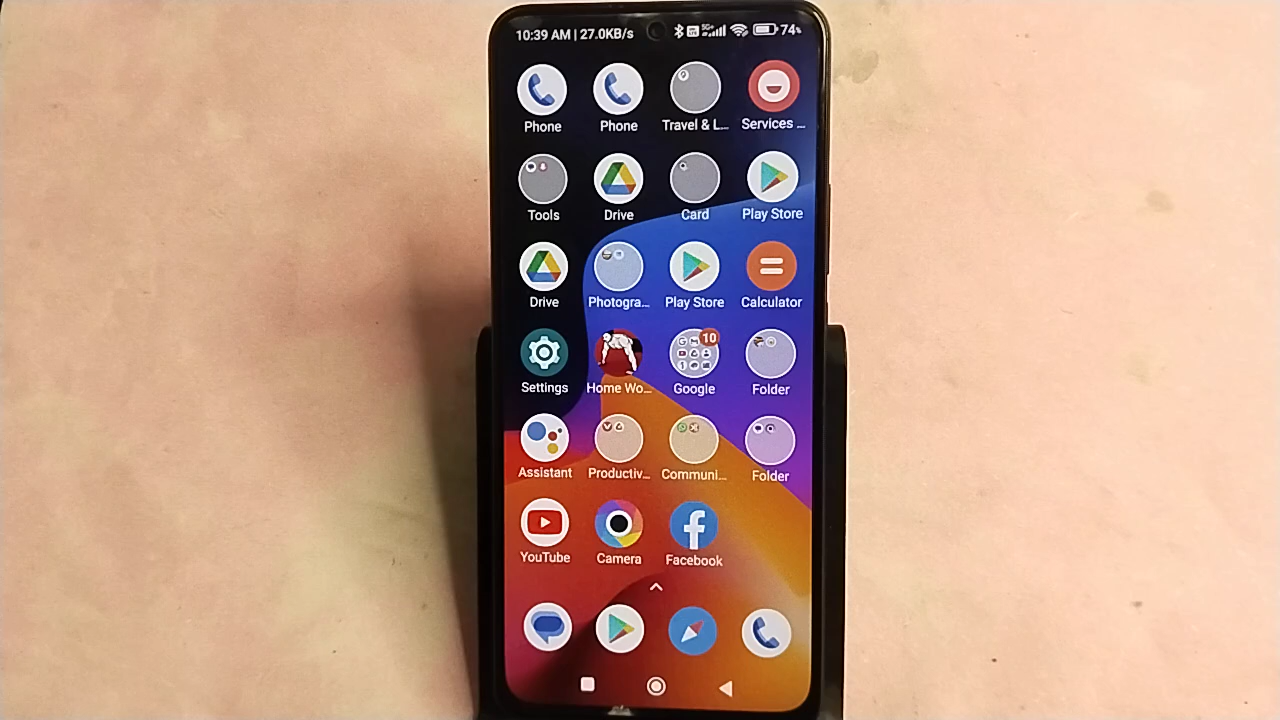 10:39 AM | 27.0KB/s 5G+ 74%
Phone Phone Travel & L... Services ...
Tools Drive Card Play Store
Drive Photogra... Play Store Calculator
10
Settings Home Wo... Google Folder
Assistant Productiv... Communi... Folder
YouTube Camera Facebook